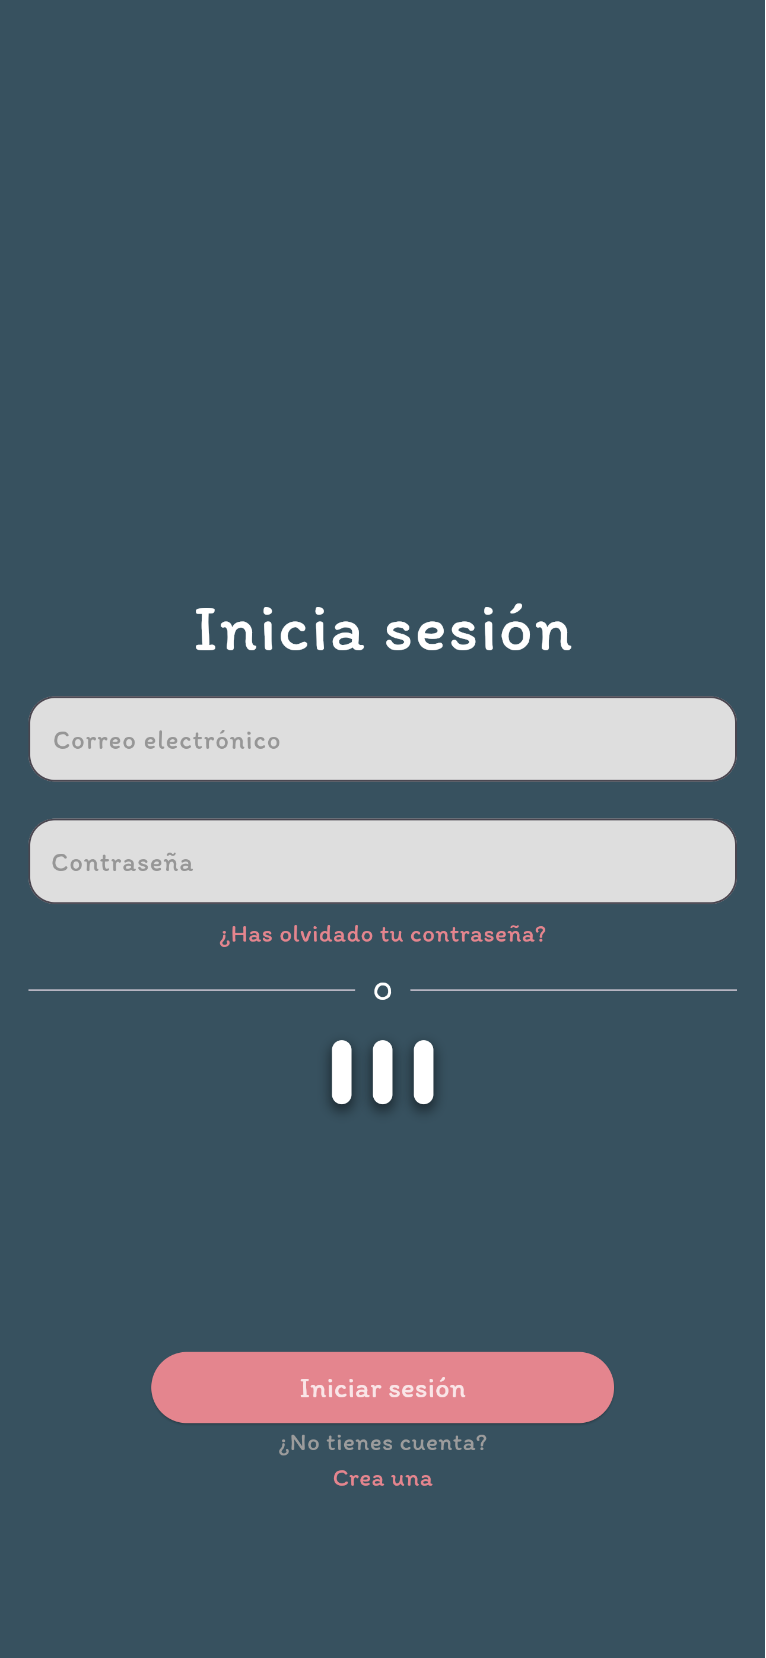 Inicia sesión
Correo electrónico
Contraseña
¿Has olvidado tu contraseña?
o
Iniciar sesión
¿No tienes cuenta?
Crea una